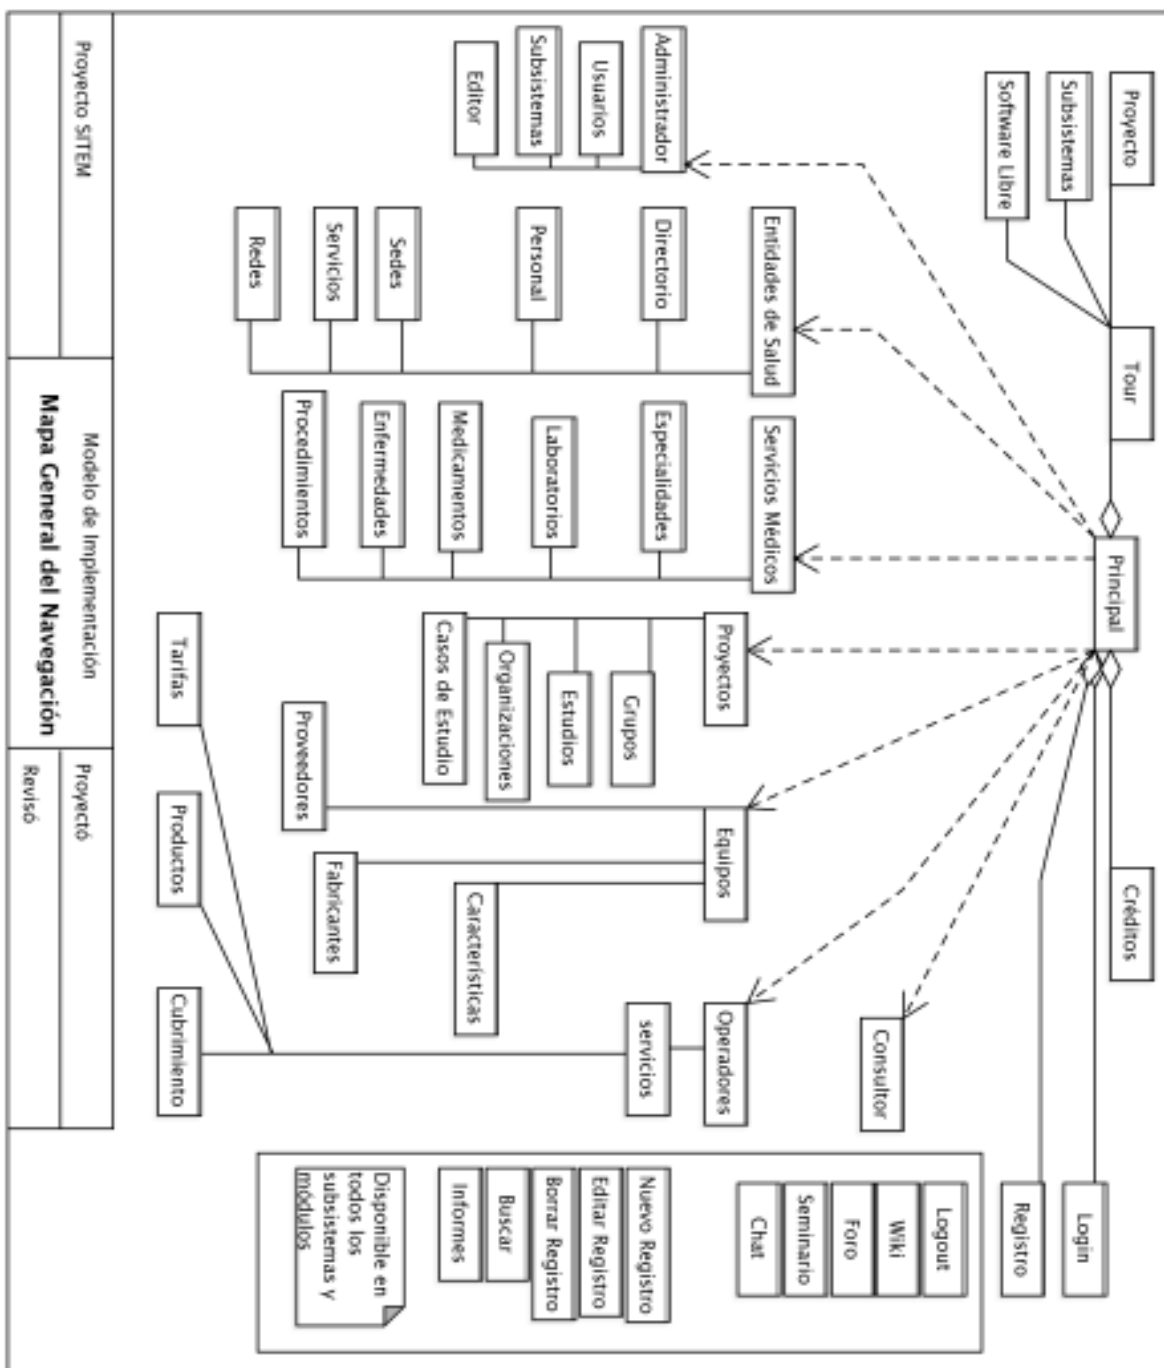 Proyecto
Subsistemas
Software Libre
Tour
Principal
Créditos
Login
Registro
Administrador
Usuarios
Subsistemas
Editor
Entidades de Salud
Directorio
Personal
Sedes
Servicios
Redes
Servicios Médicos
Especialidades
Laboratorios
Medicamentos
Enfermedades
Procedimientos
Proyectos
Grupos
Estudios
Organizaciones
Casos de Estudio
Equipos
Proveedores
Fabricantes
Características
Operadores
servicios
Tarifas
Productos
Cubrimiento
Consultor
Logout
Wiki
Foro
Seminario
Chat
Nuevo Registro
Editar Registro
Borrar Registro
Buscar
Informes
Disponible en
todos los
subsistemas y
módulos
Proyecto SITEM
Modelo de Implementación
Mapa General del Navegación
Proyectó
Revisó